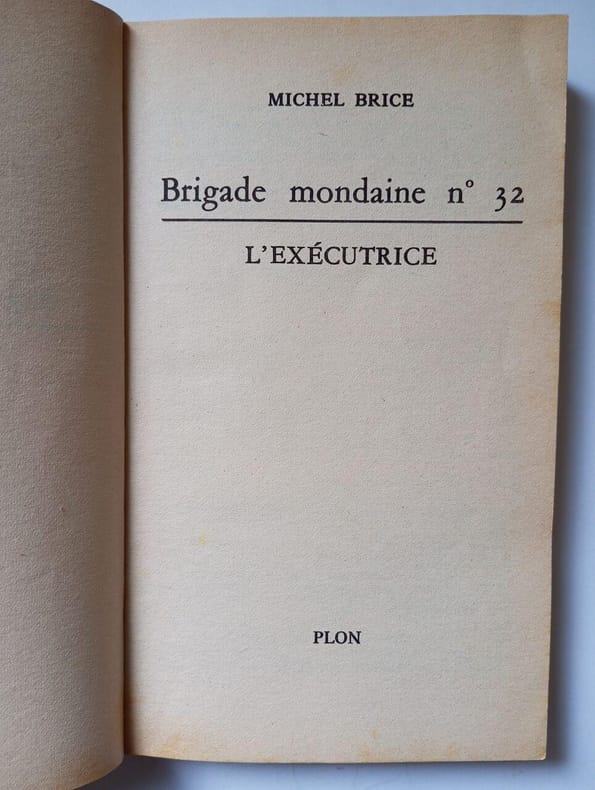 MICHEL BRICE
Brigade mondaine n° 32
L'EXÉCUTRICE
PLON